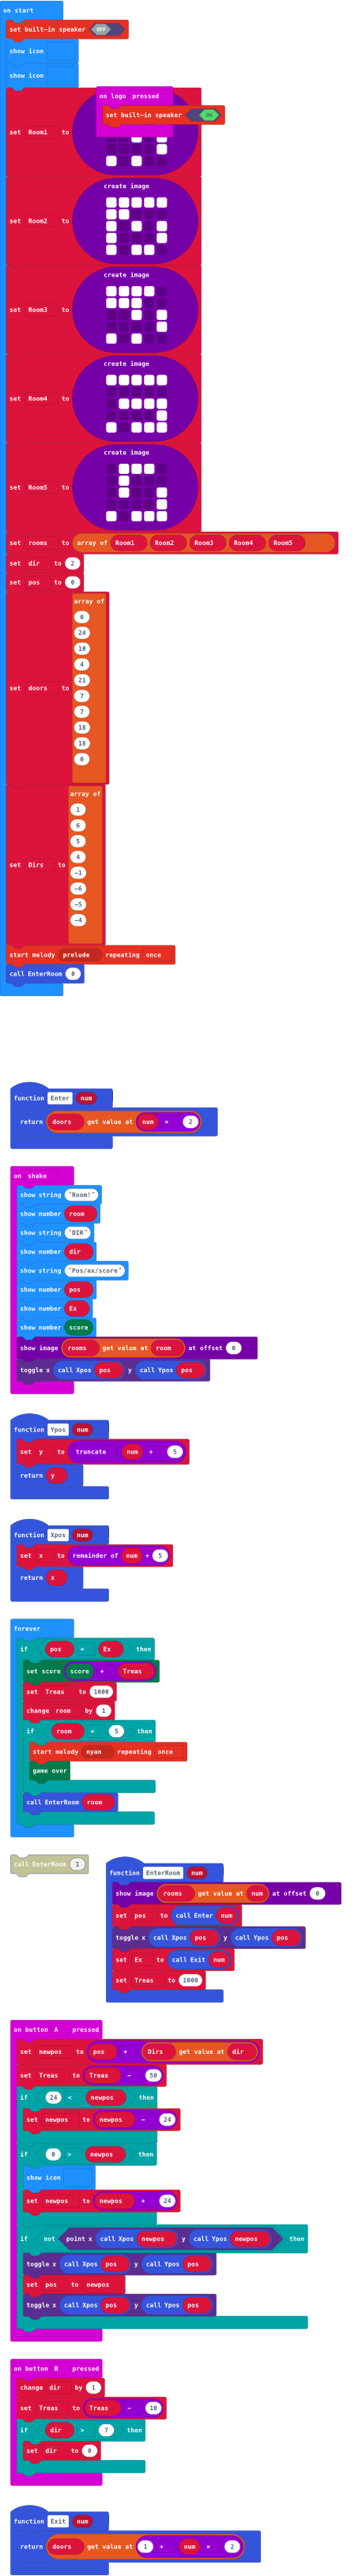 on start
set built-in speaker OFF
show icon
show icon
on logo pressed
set built-in speaker ON
set Room1 to
create image
set Room2 to
create image
set Room3 to
create image
set Room4 to
create image
set Room5 to
set rooms to array of Room1 Room2 Room3 Room4 Room5
set dir to 2
set pos to 0
array of
0
24
10
4
21
7
set doors to
7
18
18
0
array of
1
6
5
4
set Dirs to
-1
-6
-5
-4
start melody prelude repeating once
call EnterRoom 0
function Enter num
return doors get value at num × 2
on shake
show string "Room!"
show number room
show string "DIR"
show number dir
show string "Pos/ex/score"
show number pos
show number Ex
show number score
show image rooms get value at room at offset 0
toggle x call Xpos pos y call Ypos pos
function Ypos num
set y to truncate num ÷ 5
return y
function Xpos num
set x to remainder of num ÷ 5
return x
forever
if pos = Ex then
set score score + Treas
set Treas to 1000
change room by 1
if room = 5 then
start melody nyan repeating once
game over
call EnterRoom room
call EnterRoom 1
function EnterRoom num
show image rooms get value at num at offset 0
set pos to call Enter num
toggle x call Xpos pos y call Ypos pos
set Ex to call Exit num
set Treas to 1000
on button A pressed
set newpos to pos + Dirs get value at dir
set Treas to Treas - 50
if 24 < newpos then
set newpos to newpos - 24
if 0 > newpos then
show icon
set newpos to newpos + 24
if not point x call Xpos newpos y call Ypos newpos then
toggle x call Xpos pos y call Ypos pos
set pos to newpos
toggle x call Xpos pos y call Ypos pos
on button B pressed
change dir by 1
set Treas to Treas - 10
if dir > 7 then
set dir to 0
function Exit num
return doors get value at 1 + num × 2